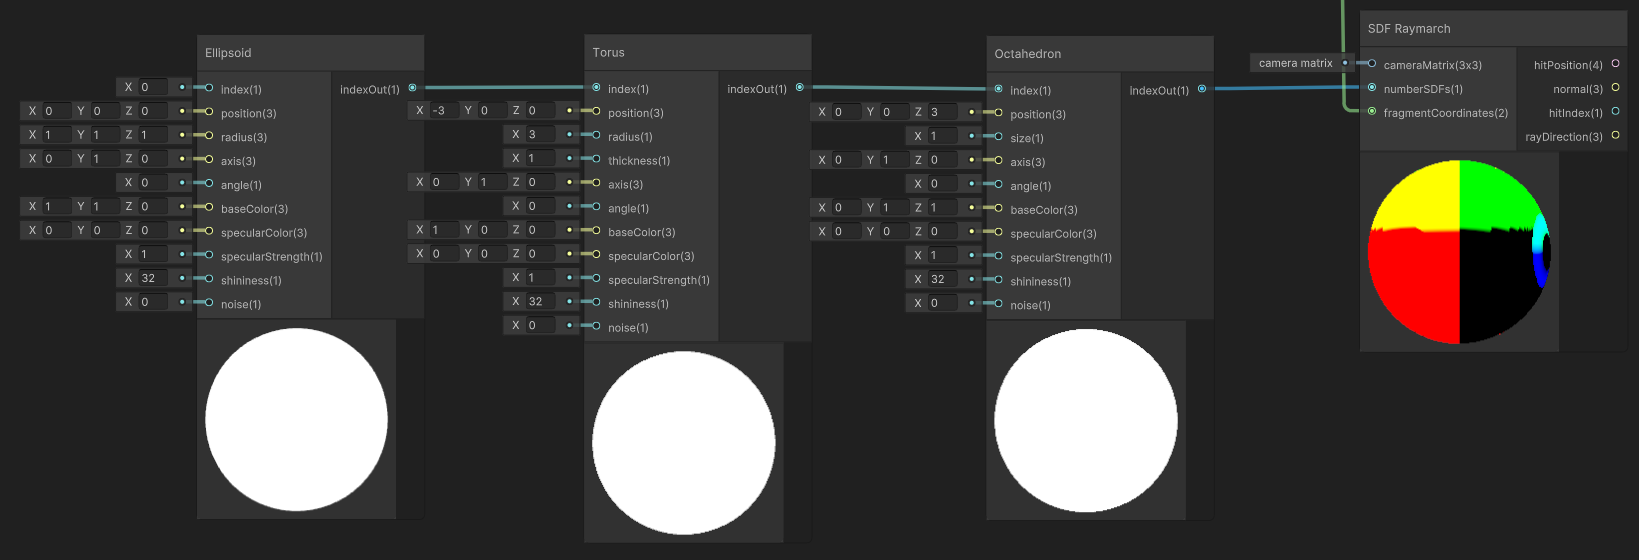 Ellipsoid
X 0 index(1) indexOut(1)
X 0 Y 0 Z 0 position(3)
X 1 Y 1 Z 1 radius(3)
X 0 Y 1 Z 0 axis(3)
X 0 angle(1)
X 1 Y 1 Z 0 baseColor(3)
X 0 Y 0 Z 0 specularColor(3)
X 1 specularStrength(1)
X 32 shininess(1)
X 0 noise(1)
Torus
index(1) indexOut(1)
X -3 Y 0 Z 0 position(3)
X 3 radius(1)
X 1 thickness(1)
X 0 Y 1 Z 0 axis(3)
X 0 angle(1)
X 1 Y 0 Z 0 baseColor(3)
X 0 Y 0 Z 0 specularColor(3)
X 1 specularStrength(1)
X 32 shininess(1)
X 0 noise(1)
Octahedron
index(1) indexOut(1)
X 0 Y 0 Z 3 position(3)
X 1 size(1)
X 0 Y 1 Z 0 axis(3)
X 0 angle(1)
X 0 Y 1 Z 1 baseColor(3)
X 0 Y 0 Z 0 specularColor(3)
X 1 specularStrength(1)
X 32 shininess(1)
X 0 noise(1)
SDF Raymarch
camera matrix cameraMatrix(3x3) hitPosition(4)
numberSDFs(1) normal(3)
fragmentCoordinates(2) hitIndex(1)
rayDirection(3)